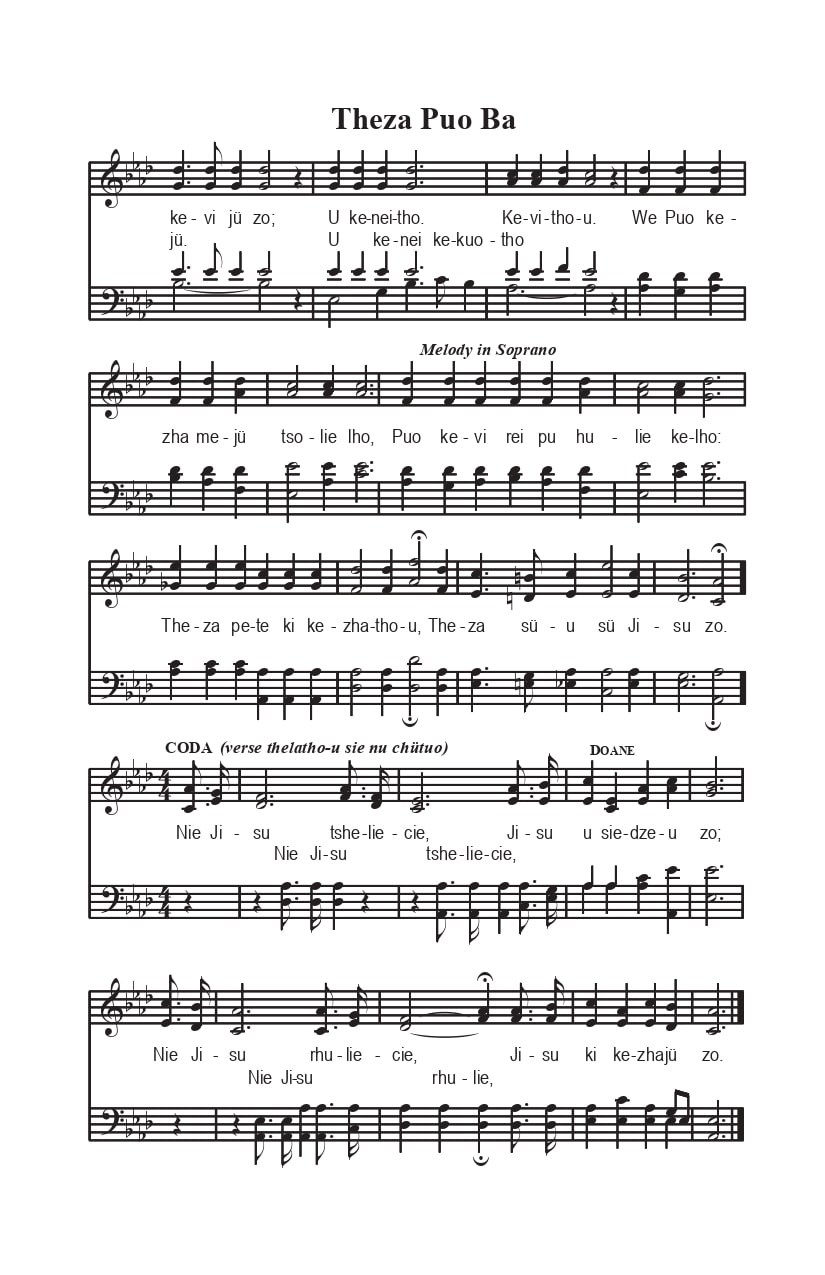 Theza Puo Ba
ke- vi jü zo; U ke-nei-tho. Ke-vi-tho-u. We Puo ke -
jü. U ke-nei ke-kuo-tho
Melody in Soprano
zha me-jü tso-lie lho, Puo ke-vi rei pu hu - lie ke-lho:
The-za pe-te ki ke-zha-tho-u, The-za sü-u sü Ji-su zo.
CODA (verse thelatho-u sie nu chütuo) DOANE
Nie Ji - su tshe-lie - cie, Ji-su u sie-dze-u zo;
Nie Ji-su tshe-lie-cie,
Nie Ji - su rhu-lie - cie, Ji-su ki ke-zhajü zo.
Nie Ji-su rhu-lie,